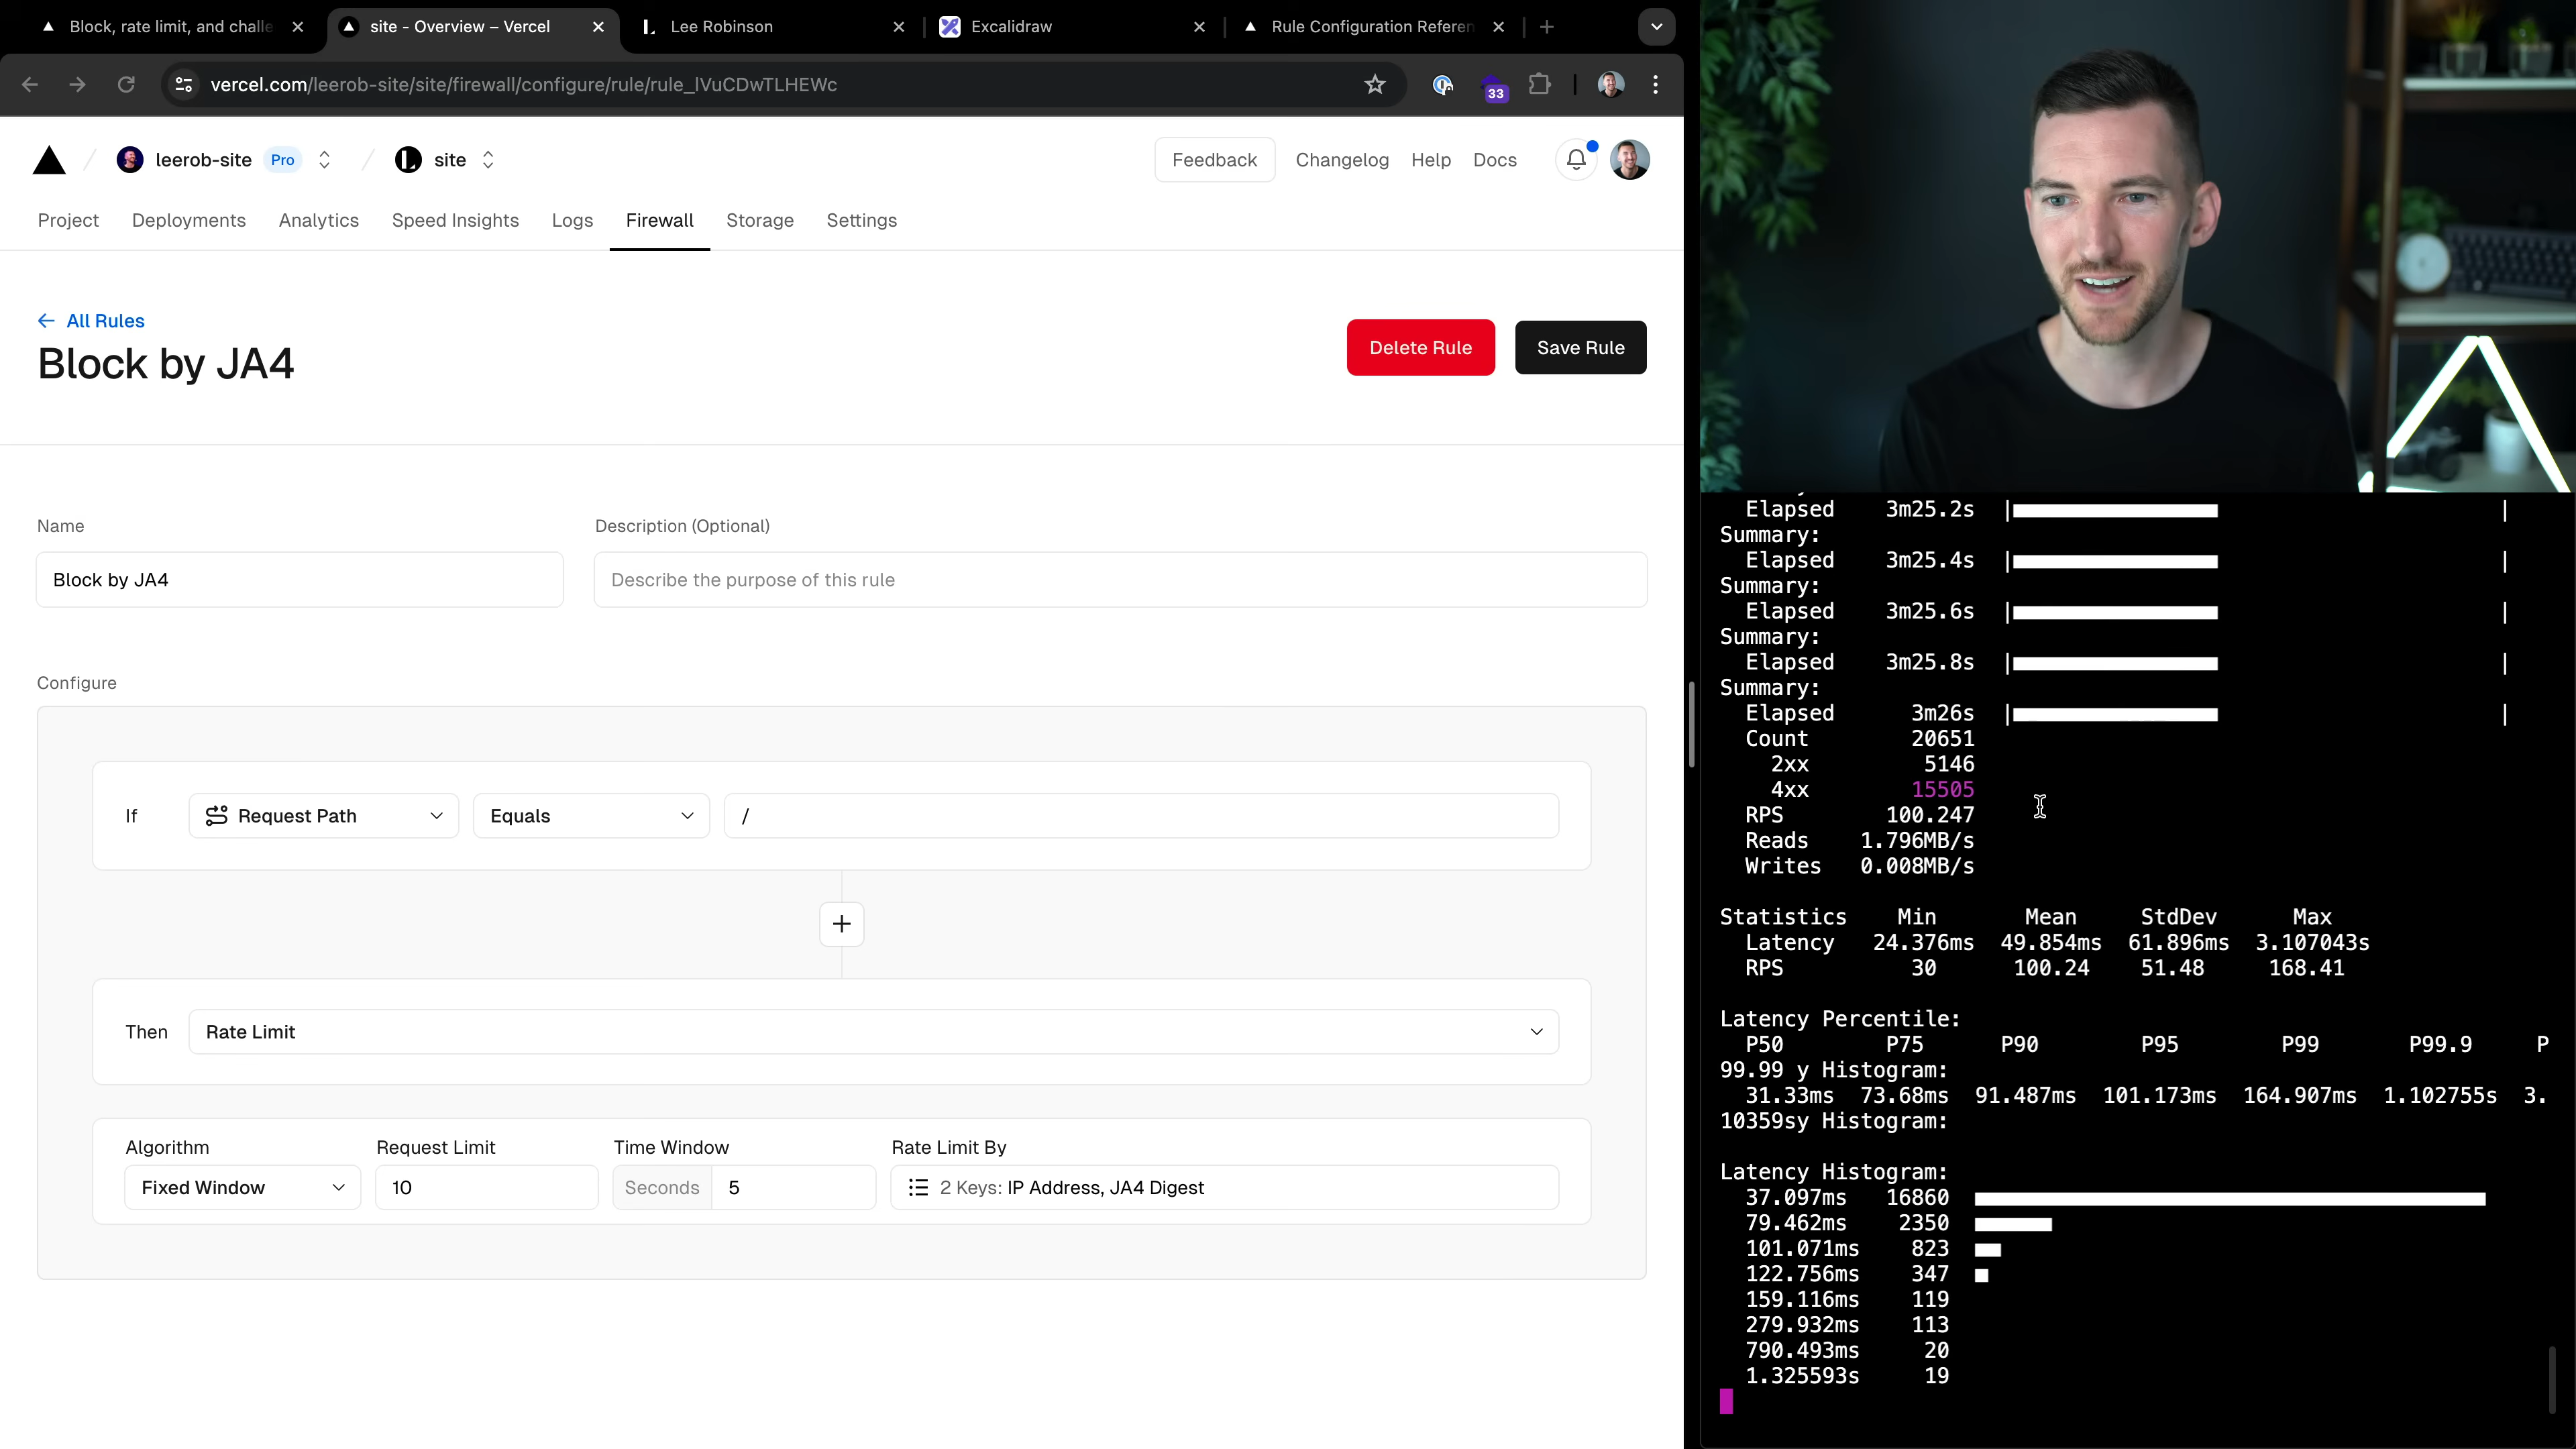 Block, rate limit, and challe
site - Overview – Vercel
Lee Robinson
Excalidraw
Rule Configuration Referen
vercel.com/leerob-site/site/firewall/configure/rule/rule_lVuCDwTLHEWc
33
leerob-site Pro
site
Feedback
Changelog
Help
Docs
Project
Deployments
Analytics
Speed Insights
Logs
Firewall
Storage
Settings
← All Rules
Block by JA4
Delete Rule
Save Rule
Name
Description (Optional)
Block by JA4
Describe the purpose of this rule
Configure
If
Request Path
Equals
/
+
Then
Rate Limit
Algorithm
Request Limit
Time Window
Rate Limit By
Fixed Window
10
Seconds
5
2 Keys: IP Address, JA4 Digest
Elapsed 3m25.2s | |
Summary:
Elapsed 3m25.4s | |
Summary:
Elapsed 3m25.6s | |
Summary:
Elapsed 3m25.8s | |
Summary:
Elapsed 3m26s | |
Count 20651
2xx 5146
4xx 15505
RPS 100.247
Reads 1.796MB/s
Writes 0.008MB/s
Statistics Min Mean StdDev Max
Latency 24.376ms 49.854ms 61.896ms 3.107043s
RPS 30 100.24 51.48 168.41
Latency Percentile:
P50 P75 P90 P95 P99 P99.9 P
99.99 y Histogram:
31.33ms 73.68ms 91.487ms 101.173ms 164.907ms 1.102755s 3.
10359sy Histogram:
Latency Histogram:
37.097ms 16860
79.462ms 2350
101.071ms 823
122.756ms 347
159.116ms 119
279.932ms 113
790.493ms 20
1.325593s 19